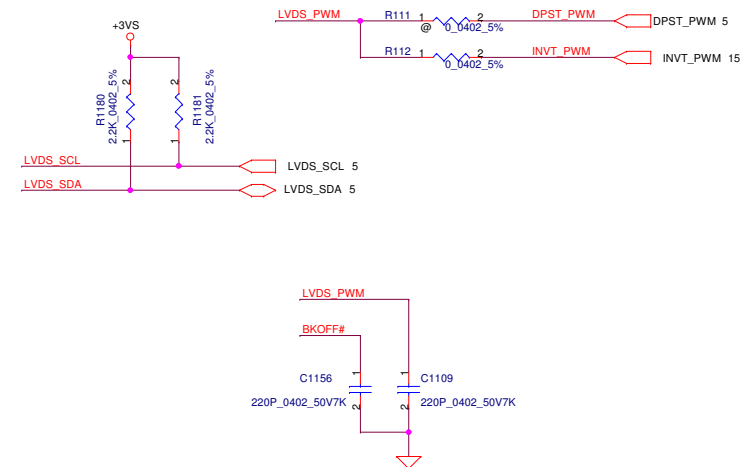 LVDS_PWM
R111
1
2
@
0_0402_5%
DPST_PWM
DPST_PWM 5
R112
1
2
0_0402_5%
INVT_PWM
INVT_PWM 15
+3VS
2
2
R1180
2.2K_0402_5%
R1181
2.2K_0402_5%
1
1
LVDS_SCL
LVDS_SCL 5
LVDS_SDA
LVDS_SDA 5
LVDS_PWM
BKOFF#
C1156
1
1
C1109
220P_0402_50V7K
2
2
220P_0402_50V7K